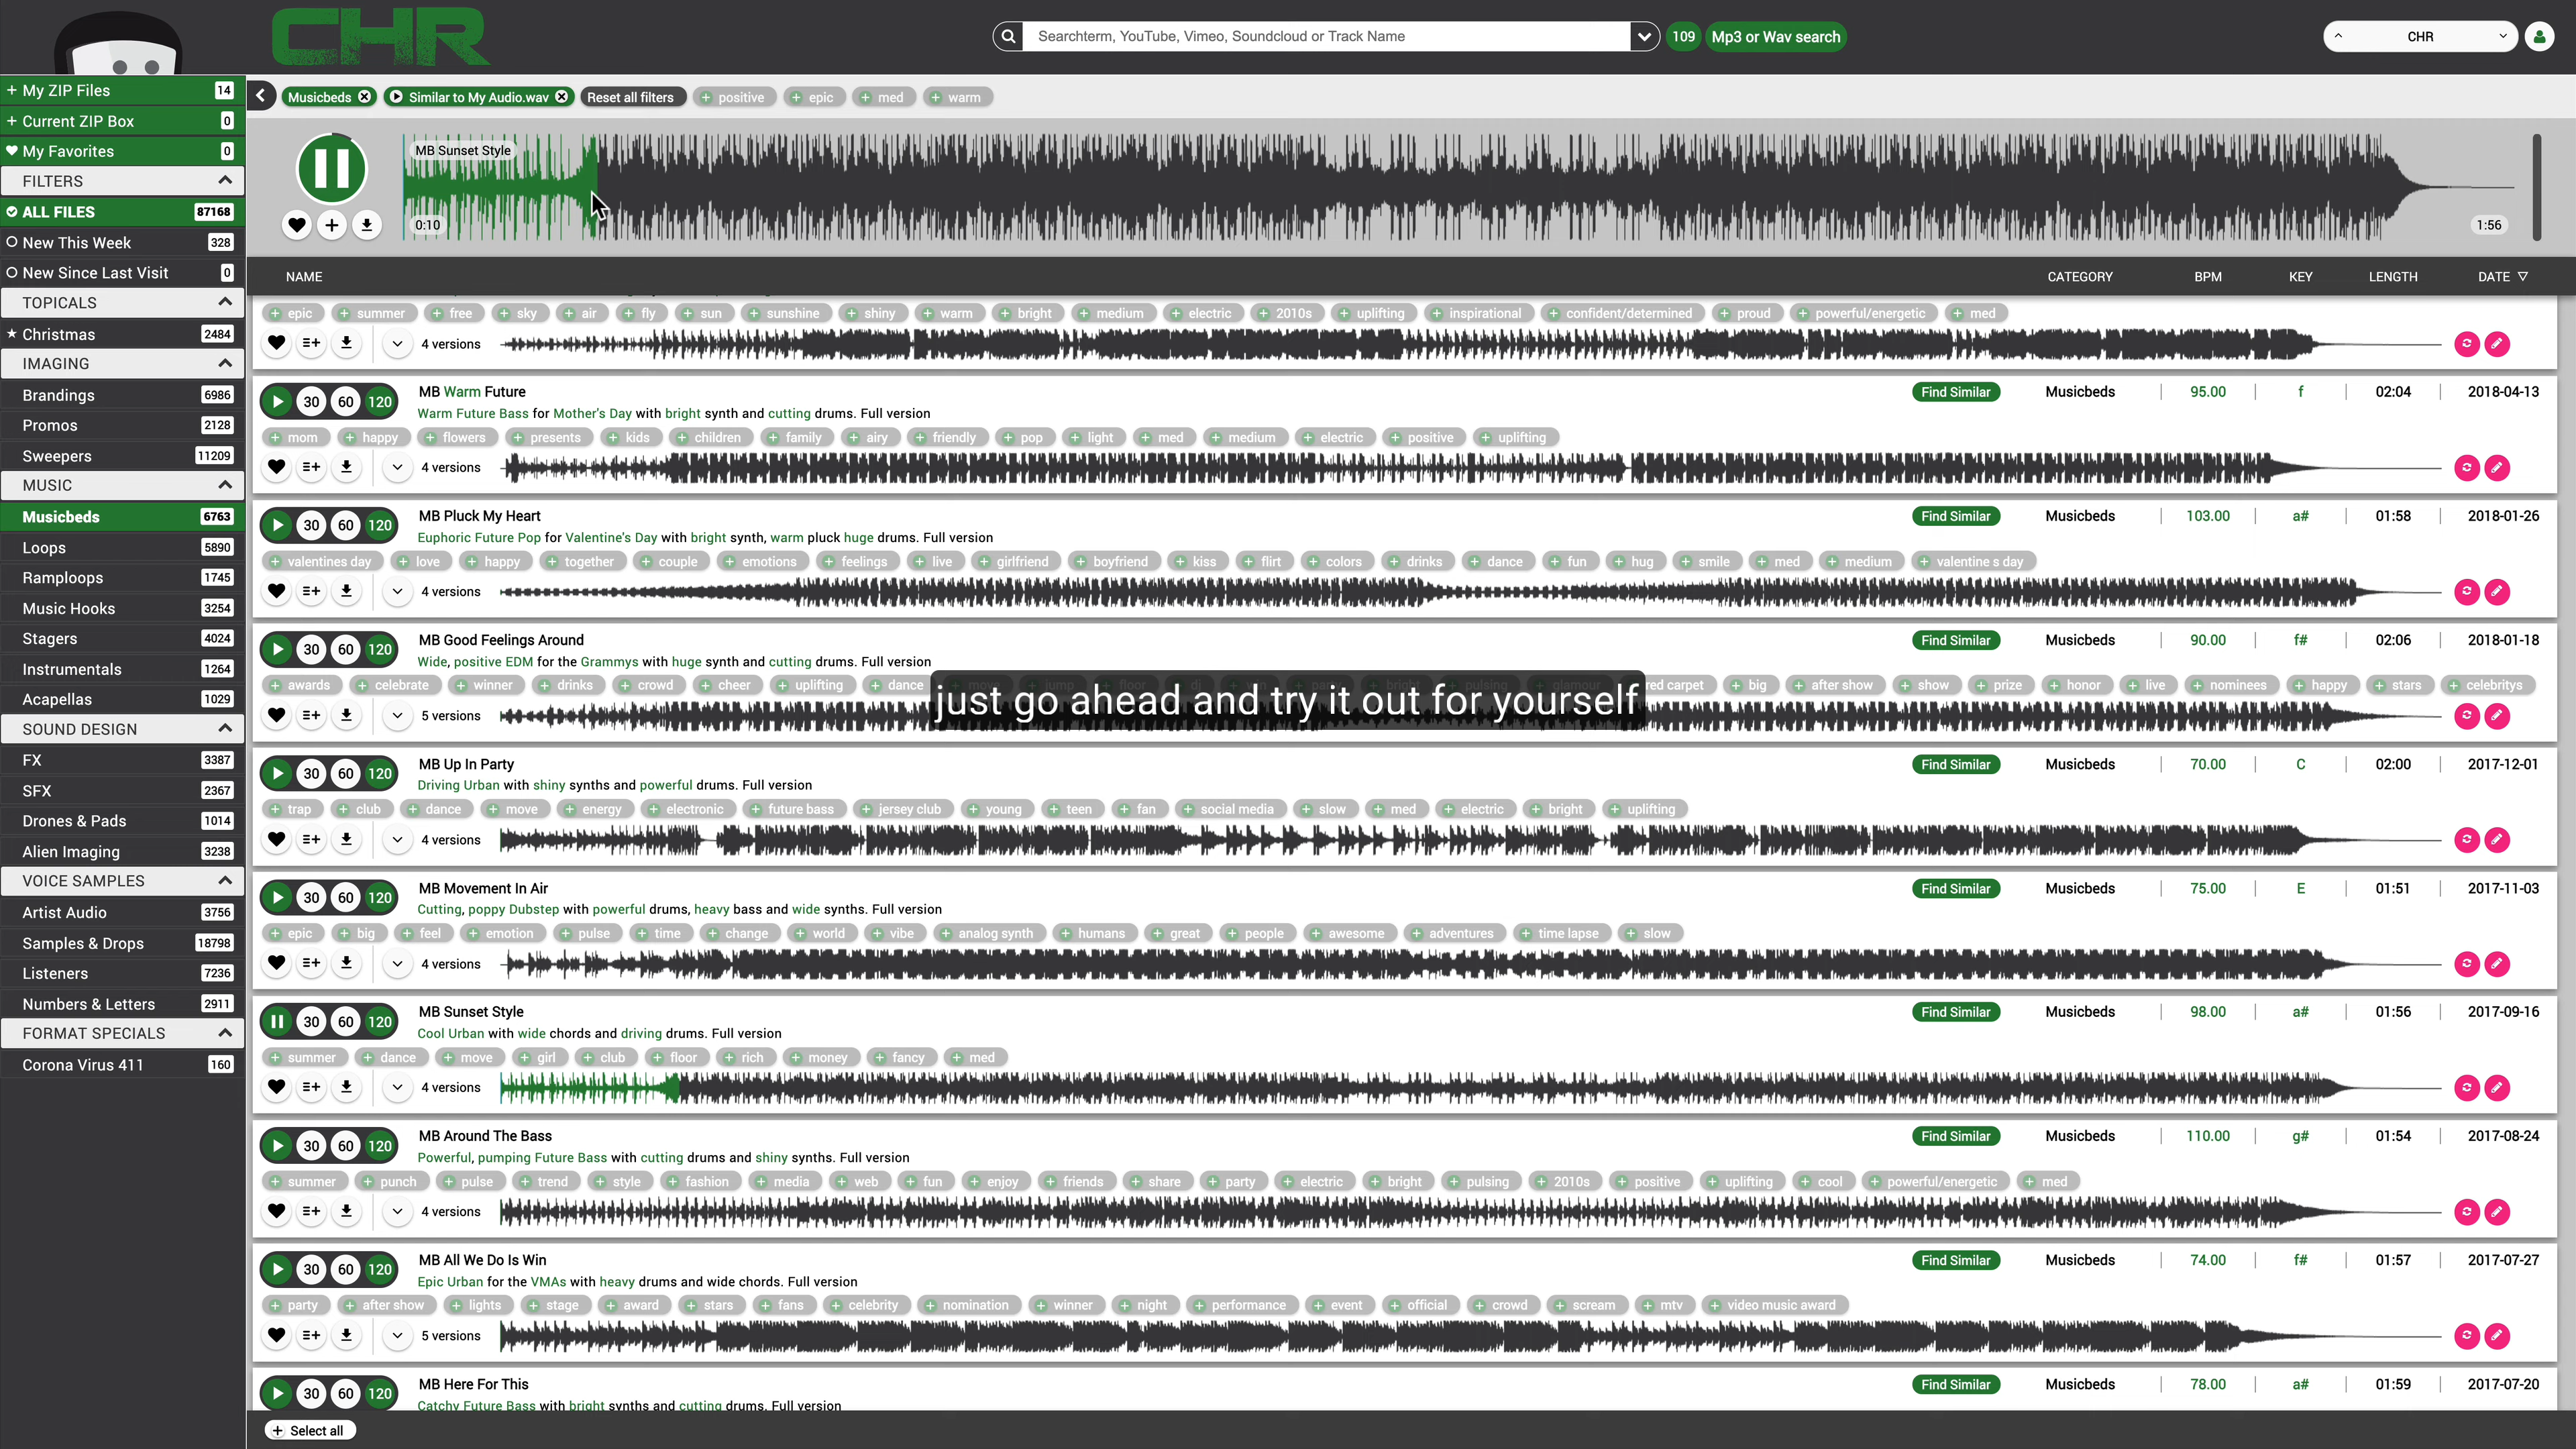 CHR
Searchterm, YouTube, Vimeo, Soundcloud or Track Name
109 Mp3 or Wav search
CHR
My ZIP Files 14
Current ZIP Box 0
My Favorites 0
FILTERS
ALL FILES 87168
New This Week 328
New Since Last Visit 0
TOPICALS
Christmas 2484
IMAGING
Brandings 6986
Promos 2128
Sweepers 11209
MUSIC
Musicbeds 6763
Loops 5890
Ramploops 1745
Music Hooks 3254
Stagers 4024
Instrumentals 1264
Acapellas 1029
SOUND DESIGN
FX 3387
SFX 2367
Drones & Pads 1014
Alien Imaging 3238
VOICE SAMPLES
Artist Audio 3756
Samples & Drops 18798
Listeners 7236
Numbers & Letters 2911
FORMAT SPECIALS
Corona Virus 411 160
Musicbeds Similar to My Audio.wav Reset all filters positive epic med warm
MB Sunset Style
0:10 1:56
NAME CATEGORY BPM KEY LENGTH DATE
epic summer free sky air fly sun sunshine shiny warm bright medium electric 2010s uplifting inspirational confident/determined proud powerful/energetic med
4 versions
30 60 120 MB Warm Future Find Similar Musicbeds 95.00 f 02:04 2018-04-13
Warm Future Bass for Mother's Day with bright synth and cutting drums. Full version
mom happy flowers presents kids children family airy friendly pop light med medium electric positive uplifting
4 versions
30 60 120 MB Pluck My Heart Find Similar Musicbeds 103.00 a# 01:58 2018-01-26
Euphoric Future Pop for Valentine's Day with bright synth, warm pluck huge drums. Full version
valentines day love happy together couple emotions feelings live girlfriend boyfriend kiss flirt colors drinks dance fun hug smile med medium valentine s day
4 versions
30 60 120 MB Good Feelings Around Find Similar Musicbeds 90.00 f# 02:06 2018-01-18
Wide, positive EDM for the Grammys with huge synth and cutting drums. Full version
awards celebrate winner drinks crowd cheer uplifting dance red carpet big after show show prize honor live nominees happy stars celebritys
just go ahead and try it out for yourself
5 versions
30 60 120 MB Up In Party Find Similar Musicbeds 70.00 C 02:00 2017-12-01
Driving Urban with shiny synths and powerful drums. Full version
trap club dance move energy electronic future bass jersey club young teen fan social media slow med electric bright uplifting
4 versions
30 60 120 MB Movement In Air Find Similar Musicbeds 75.00 E 01:51 2017-11-03
Cutting, poppy Dubstep with powerful drums, heavy bass and wide synths. Full version
epic big feel emotion pulse time change world vibe analog synth humans great people awesome adventures time lapse slow
4 versions
30 60 120 MB Sunset Style Find Similar Musicbeds 98.00 a# 01:56 2017-09-16
Cool Urban with wide chords and driving drums. Full version
summer dance move girl club floor rich money fancy med
4 versions
30 60 120 MB Around The Bass Find Similar Musicbeds 110.00 g# 01:54 2017-08-24
Powerful, pumping Future Bass with cutting drums and shiny synths. Full version
summer punch pulse trend style fashion media web fun enjoy friends share party electric bright pulsing 2010s positive uplifting cool powerful/energetic med
4 versions
30 60 120 MB All We Do Is Win Find Similar Musicbeds 74.00 f# 01:57 2017-07-27
Epic Urban for the VMAs with heavy drums and wide chords. Full version
party after show lights stage award stars fans celebrity nomination winner night performance event official crowd scream mtv video music award
5 versions
30 60 120 MB Here For This Find Similar Musicbeds 78.00 a# 01:59 2017-07-20
Catchy Future Bass with bright synths and cutting drums. Full version
Select all